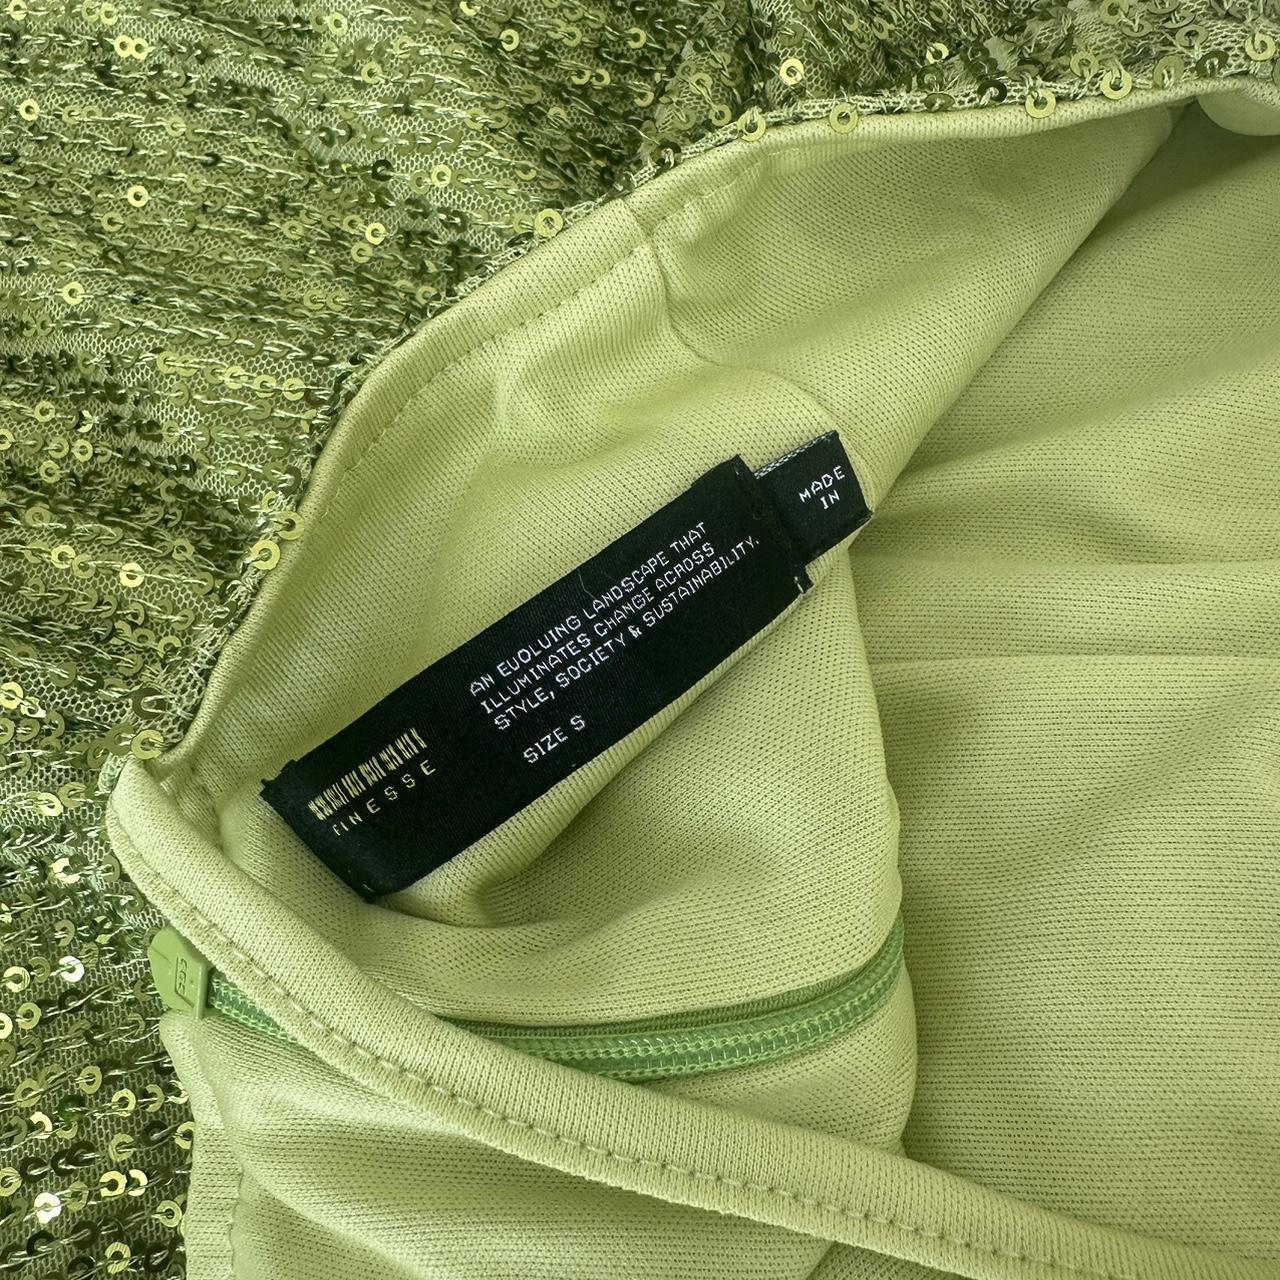 MADE
IN
AN EVOLVING LANDSCAPE THAT
ILLUMINATES CHANGE ACROSS
STYLE, SOCIETY & SUSTAINABILITY.
SIZE S
FINESSE